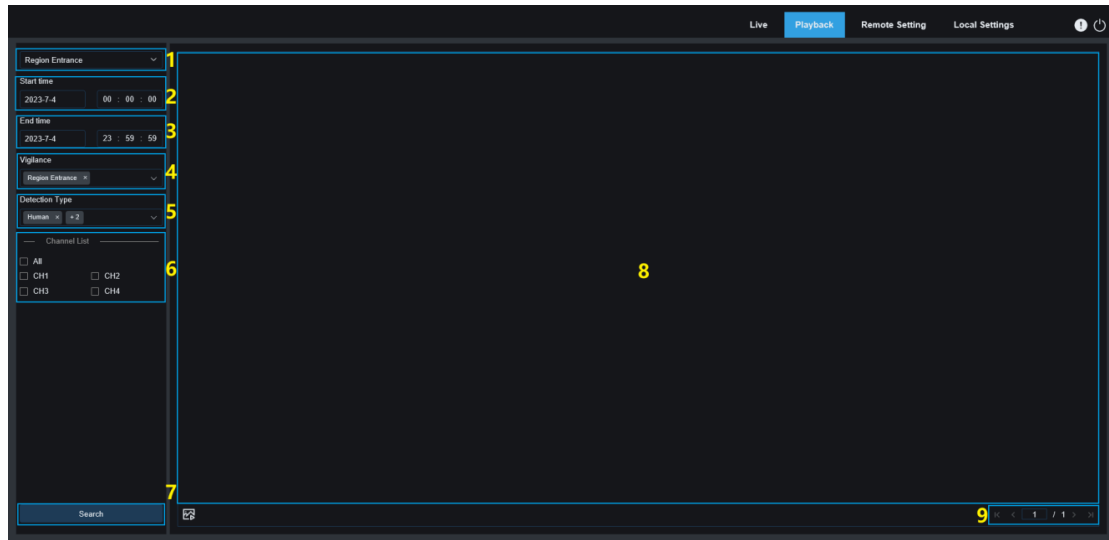 Live Playback Remote Setting Local Settings
Region Entrance 1
Start time
2023-7-4 00 : 00 : 00 2
End time
2023-7-4 23 : 59 : 59 3
Vigilance
Region Entrance × 4
Detection Type
Human × + 2 5
Channel List
All
CH1 CH2 6
CH3 CH4
8
7
Search
9 1 / 1